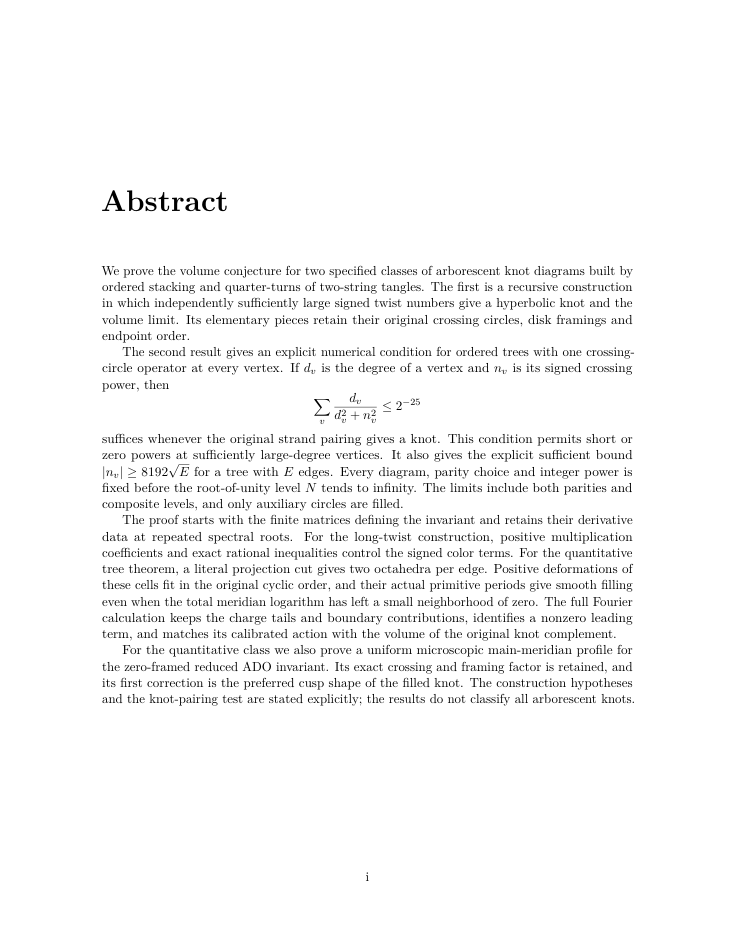 Abstract
We prove the volume conjecture for two specified classes of arborescent knot diagrams built by
ordered stacking and quarter-turns of two-string tangles. The first is a recursive construction
in which independently sufficiently large signed twist numbers give a hyperbolic knot and the
volume limit. Its elementary pieces retain their original crossing circles, disk framings and
endpoint order.
The second result gives an explicit numerical condition for ordered trees with one crossing-
circle operator at every vertex. If d_v is the degree of a vertex and n_v is its signed crossing
power, then
∑_v d_v / (d_v^2 + n_v^2) ≤ 2^{−25}
suffices whenever the original strand pairing gives a knot. This condition permits short or
zero powers at sufficiently large-degree vertices. It also gives the explicit sufficient bound
|n_v| ≥ 8192√E for a tree with E edges. Every diagram, parity choice and integer power is
fixed before the root-of-unity level N tends to infinity. The limits include both parities and
composite levels, and only auxiliary circles are filled.
The proof starts with the finite matrices defining the invariant and retains their derivative
data at repeated spectral roots. For the long-twist construction, positive multiplication
coefficients and exact rational inequalities control the signed color terms. For the quantitative
tree theorem, a literal projection cut gives two octahedra per edge. Positive deformations of
these cells fit in the original cyclic order, and their actual primitive periods give smooth filling
even when the total meridian logarithm has left a small neighborhood of zero. The full Fourier
calculation keeps the charge tails and boundary contributions, identifies a nonzero leading
term, and matches its calibrated action with the volume of the original knot complement.
For the quantitative class we also prove a uniform microscopic main-meridian profile for
the zero-framed reduced ADO invariant. Its exact crossing and framing factor is retained, and
its first correction is the preferred cusp shape of the filled knot. The construction hypotheses
and the knot-pairing test are stated explicitly; the results do not classify all arborescent knots.
i